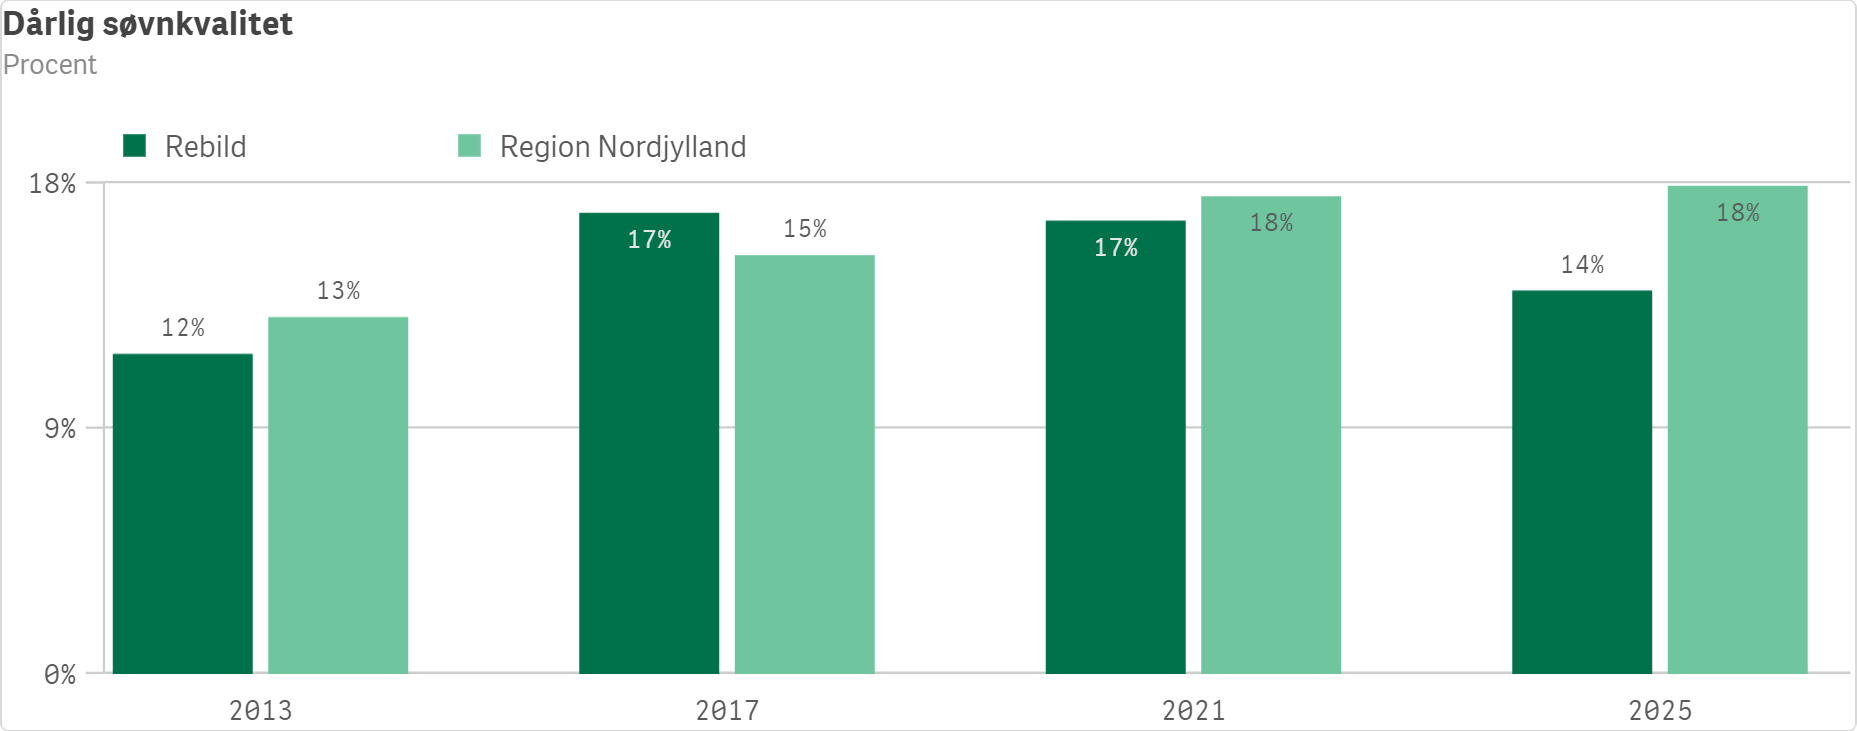 Dårlig søvnkvalitet
Procent
Rebild Region Nordjylland
18%
9%
0%
12% 13% 17% 15% 17% 18% 14% 18%
2013 2017 2021 2025